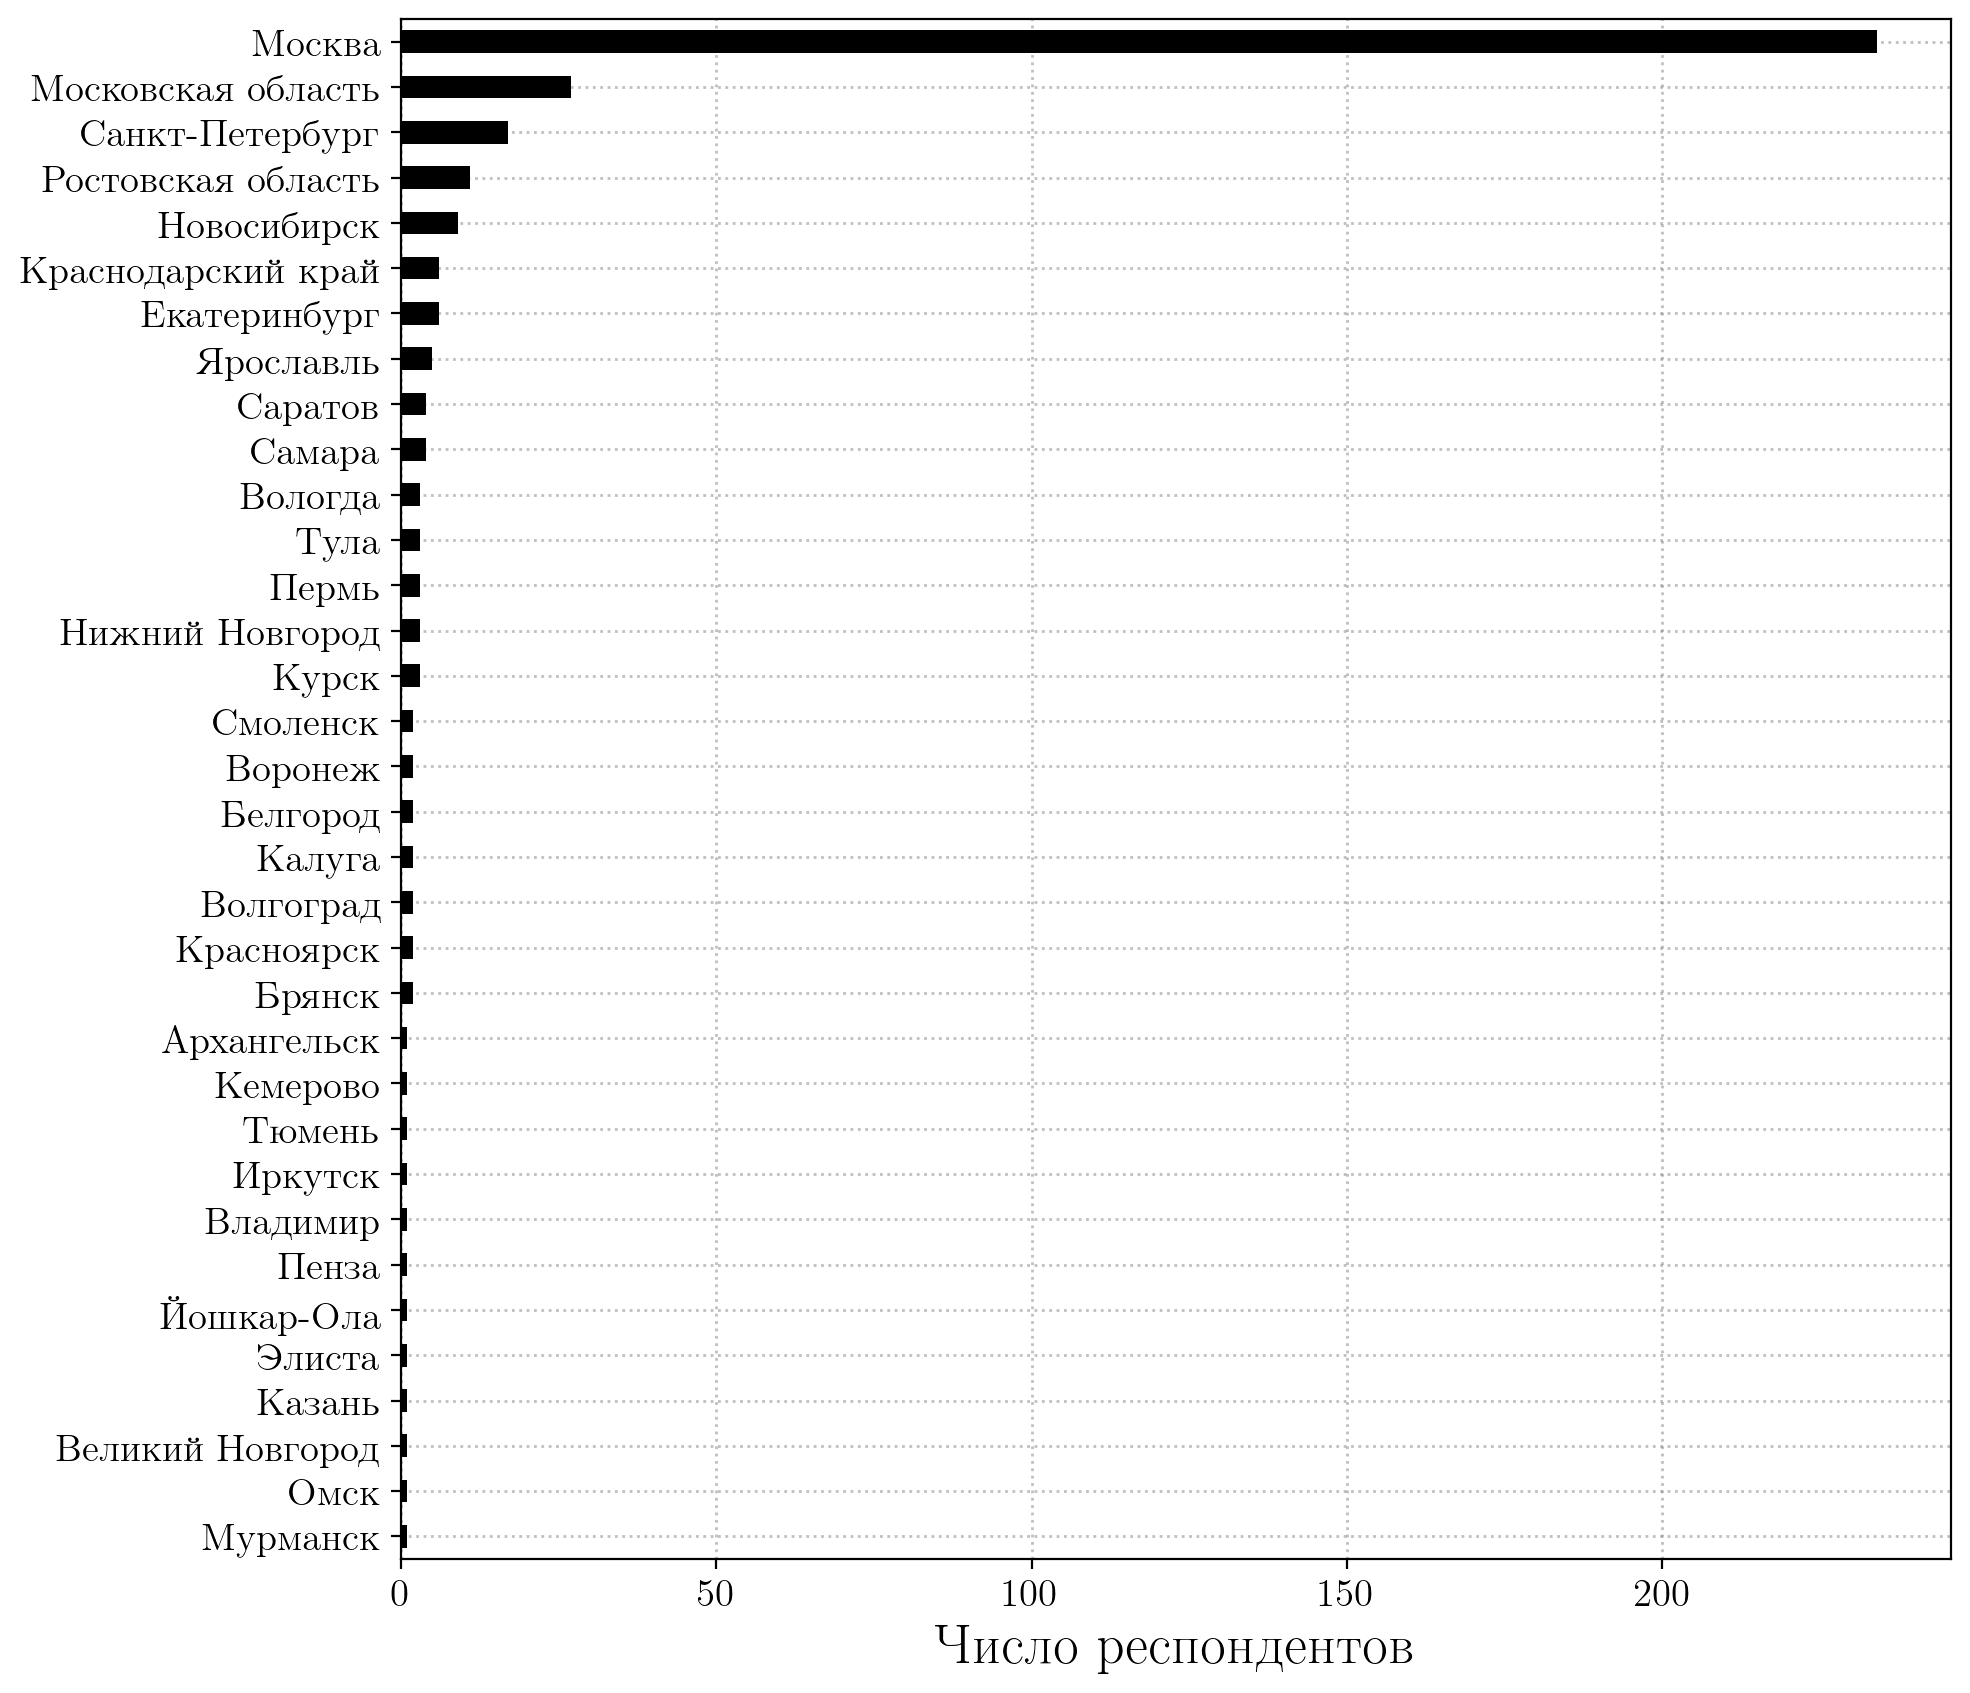 Москва
Московская область
Санкт-Петербург
Ростовская область
Новосибирск
Краснодарский край
Екатеринбург
Ярославль
Саратов
Самара
Вологда
Тула
Пермь
Нижний Новгород
Курск
Смоленск
Воронеж
Белгород
Калуга
Волгоград
Красноярск
Брянск
Архангельск
Кемерово
Тюмень
Иркутск
Владимир
Пенза
Йошкар-Ола
Элиста
Казань
Великий Новгород
Омск
Мурманск
0 50 100 150 200
Число респондентов